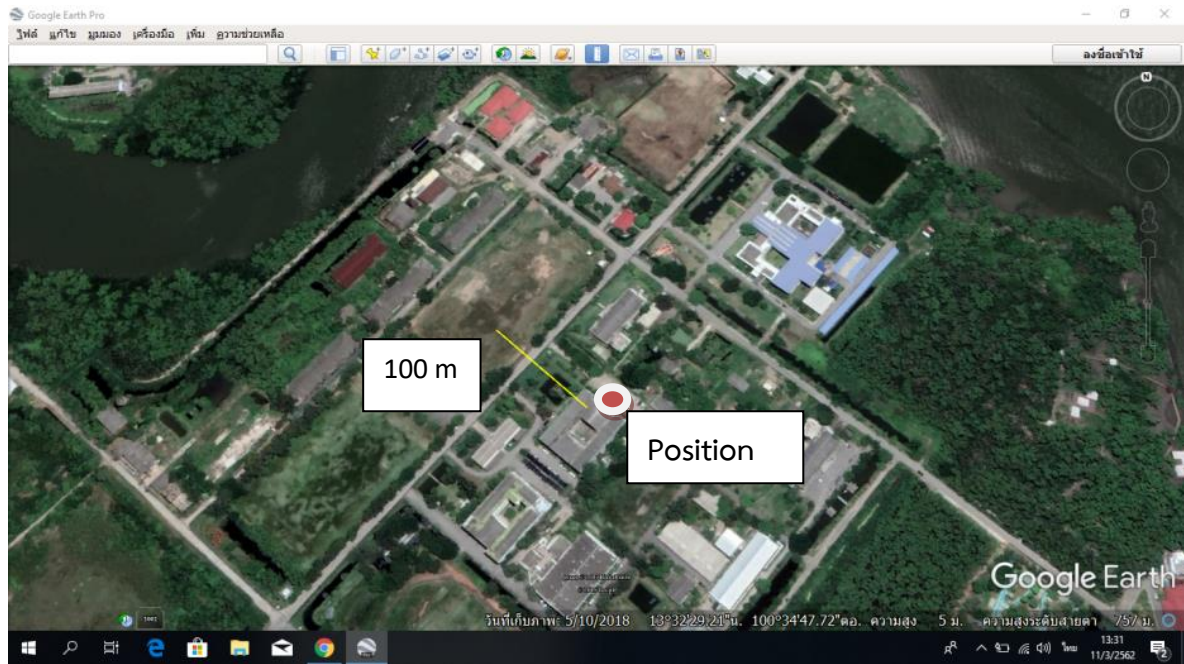 Google Earth Pro
ไฟล์ แก้ไข มุมมอง เครื่องมือ เพิ่ม ความช่วยเหลือ
ลงชื่อเข้าใช้
N
100 m
Position
Google Earth
วันที่เก็บภาพ: 5/10/2018 13°32'29.21"น. 100°34'47.72"ตอ. ความสูง 5 ม. ความสูงระดับสายตา 757 ม.
ไทย
13:31
11/3/2562
2